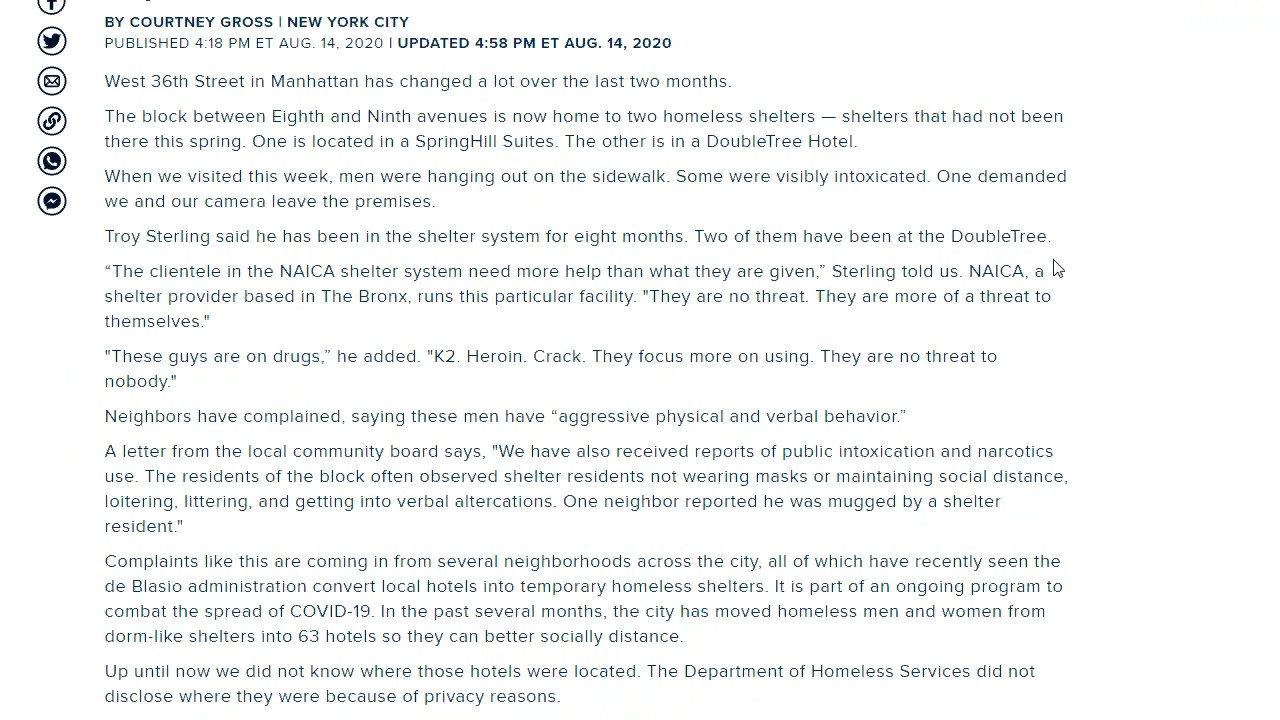 BY COURTNEY GROSS | NEW YORK CITY
PUBLISHED 4:18 PM ET AUG. 14, 2020 | UPDATED 4:58 PM ET AUG. 14, 2020
West 36th Street in Manhattan has changed a lot over the last two months.
The block between Eighth and Ninth avenues is now home to two homeless shelters — shelters that had not been
there this spring. One is located in a SpringHill Suites. The other is in a DoubleTree Hotel.
When we visited this week, men were hanging out on the sidewalk. Some were visibly intoxicated. One demanded
we and our camera leave the premises.
Troy Sterling said he has been in the shelter system for eight months. Two of them have been at the DoubleTree.
“The clientele in the NAICA shelter system need more help than what they are given,” Sterling told us. NAICA, a
shelter provider based in The Bronx, runs this particular facility. "They are no threat. They are more of a threat to
themselves."
"These guys are on drugs,” he added. "K2. Heroin. Crack. They focus more on using. They are no threat to
nobody."
Neighbors have complained, saying these men have “aggressive physical and verbal behavior.”
A letter from the local community board says, "We have also received reports of public intoxication and narcotics
use. The residents of the block often observed shelter residents not wearing masks or maintaining social distance,
loitering, littering, and getting into verbal altercations. One neighbor reported he was mugged by a shelter
resident."
Complaints like this are coming in from several neighborhoods across the city, all of which have recently seen the
de Blasio administration convert local hotels into temporary homeless shelters. It is part of an ongoing program to
combat the spread of COVID-19. In the past several months, the city has moved homeless men and women from
dorm-like shelters into 63 hotels so they can better socially distance.
Up until now we did not know where those hotels were located. The Department of Homeless Services did not
disclose where they were because of privacy reasons.